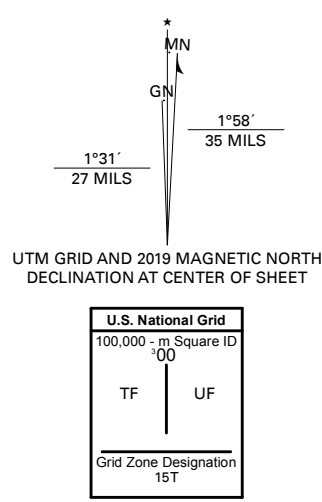 ★
MN
GN
1°58´
35 MILS
1°31´
27 MILS
UTM GRID AND 2019 MAGNETIC NORTH
DECLINATION AT CENTER OF SHEET
U.S. National Grid
100,000 - m Square ID
³00
TF UF
Grid Zone Designation
15T